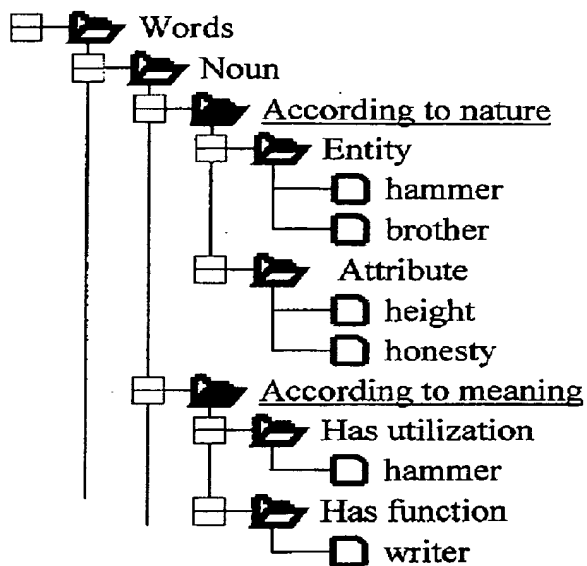 Words
Noun
According to nature
Entity
hammer
brother
Attribute
height
honesty
According to meaning
Has utilization
hammer
Has function
writer